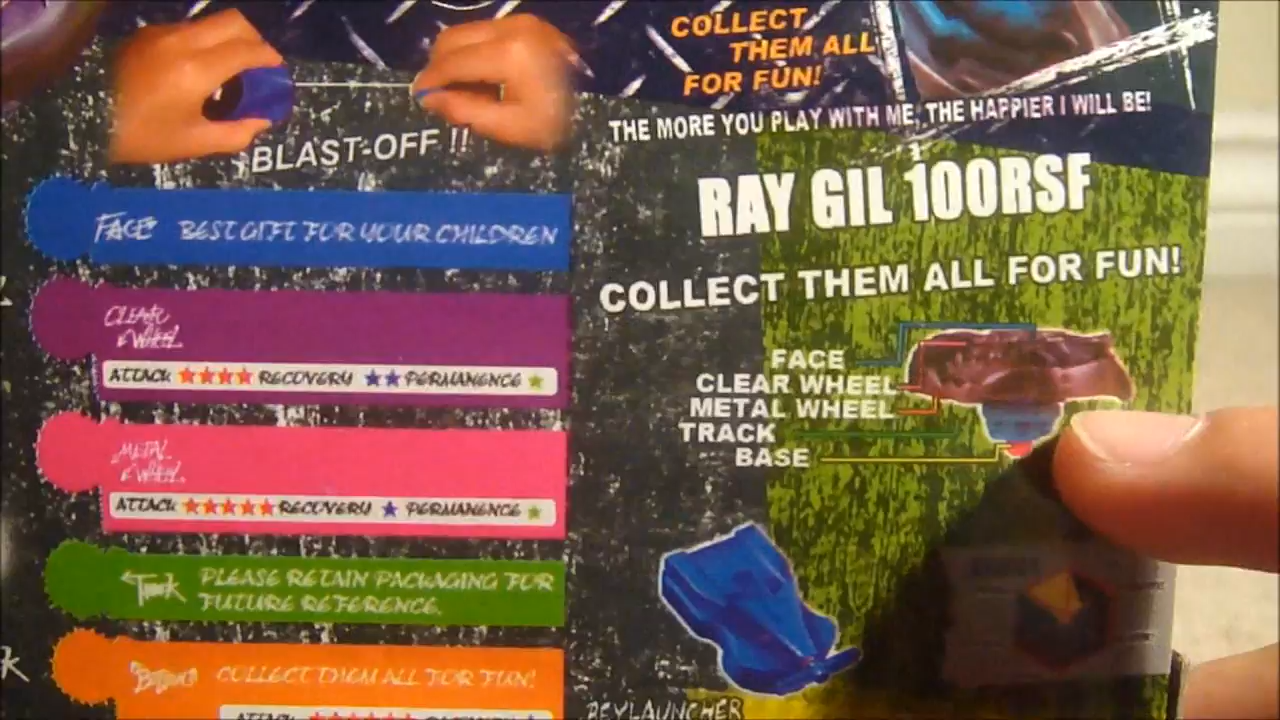 COLLECT
THEM ALL
FOR FUN!
THE MORE YOU PLAY WITH ME, THE HAPPIER I WILL BE!
BLAST-OFF !!
RAY GIL 100RSF
COLLECT THEM ALL FOR FUN!
FACE BEST GIFT FOR YOUR CHILDREN
CLEAR
WHEEL
ATTACK ★★★★ RECOVERY ★★ PERMANENCE ★
METAL
WHEEL
ATTACK ★★★★★ RECOVERY ★ PERMANENCE ★
Track PLEASE RETAIN PACKAGING FOR
FUTURE REFERENCE.
Bottom COLLECT THEM ALL FOR FUN!
FACE
CLEAR WHEEL
METAL WHEEL
TRACK
BASE
BEYLAUNCHER